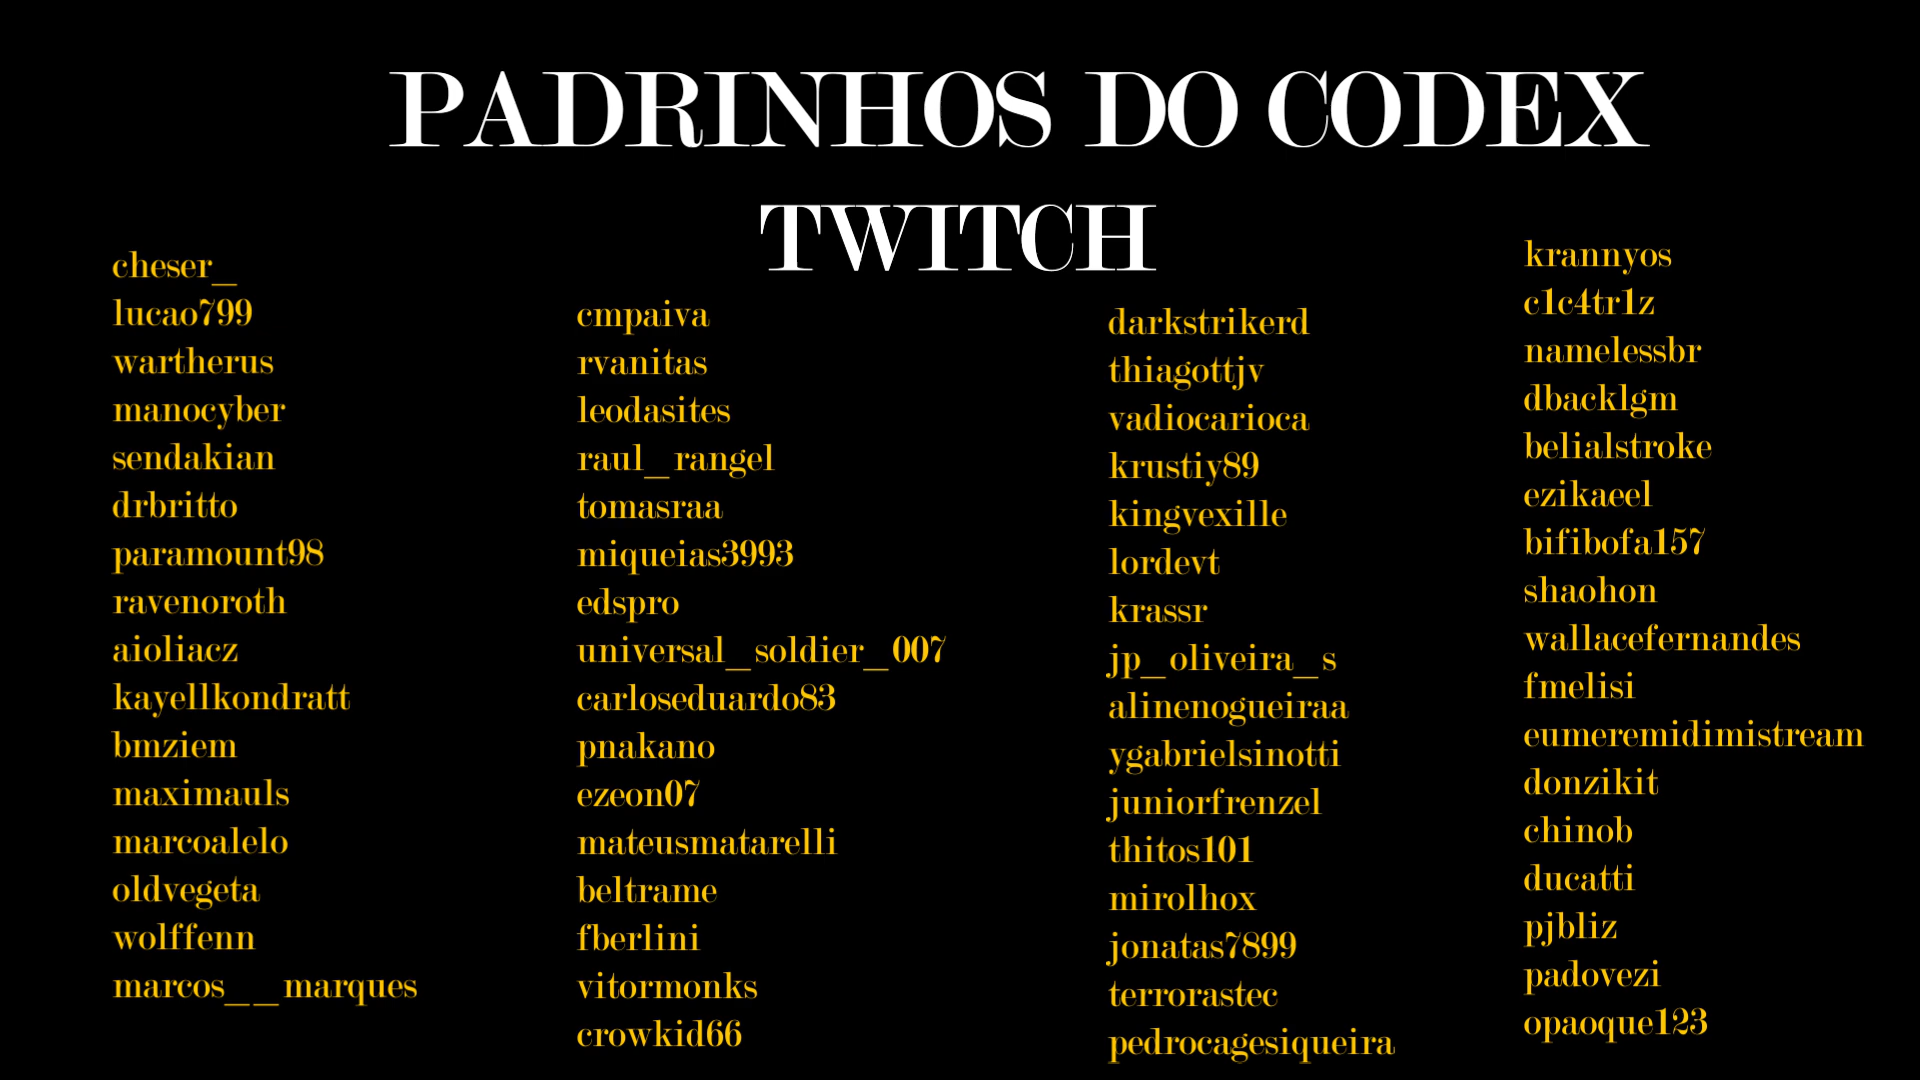 PADRINHOS DO CODEX
TWITCH
cheser_
lucao799
wartherus
manocyber
sendakian
drbritto
paramount98
ravenoroth
aioliacz
kayellkondratt
bmziem
maximauls
marcoalelo
oldvegeta
wolffenn
marcos__marques
cmpaiva
rvanitas
leodasites
raul_rangel
tomasraa
miqueias3993
edspro
universal_soldier_007
carloseduardo83
pnakano
ezeon07
mateusmatarelli
beltrame
fberlini
vitormonks
crowkid66
darkstrikerd
thiagottjv
vadiocarioca
krustiy89
kingvexille
lordevt
krassr
jp_oliveira_s
alinenogueiraa
ygabrielsinotti
juniorfrenzel
thitos101
mirolhox
jonatas7899
terrorastec
pedrocagesiqueira
krannyos
c1c4tr1z
namelessbr
dbacklgm
belialstroke
ezikaeel
bifibofa157
shaohon
wallacefernandes
fmelisi
eumeremidimistream
donzikit
chinob
ducatti
pjbliz
padovezi
opaoque123